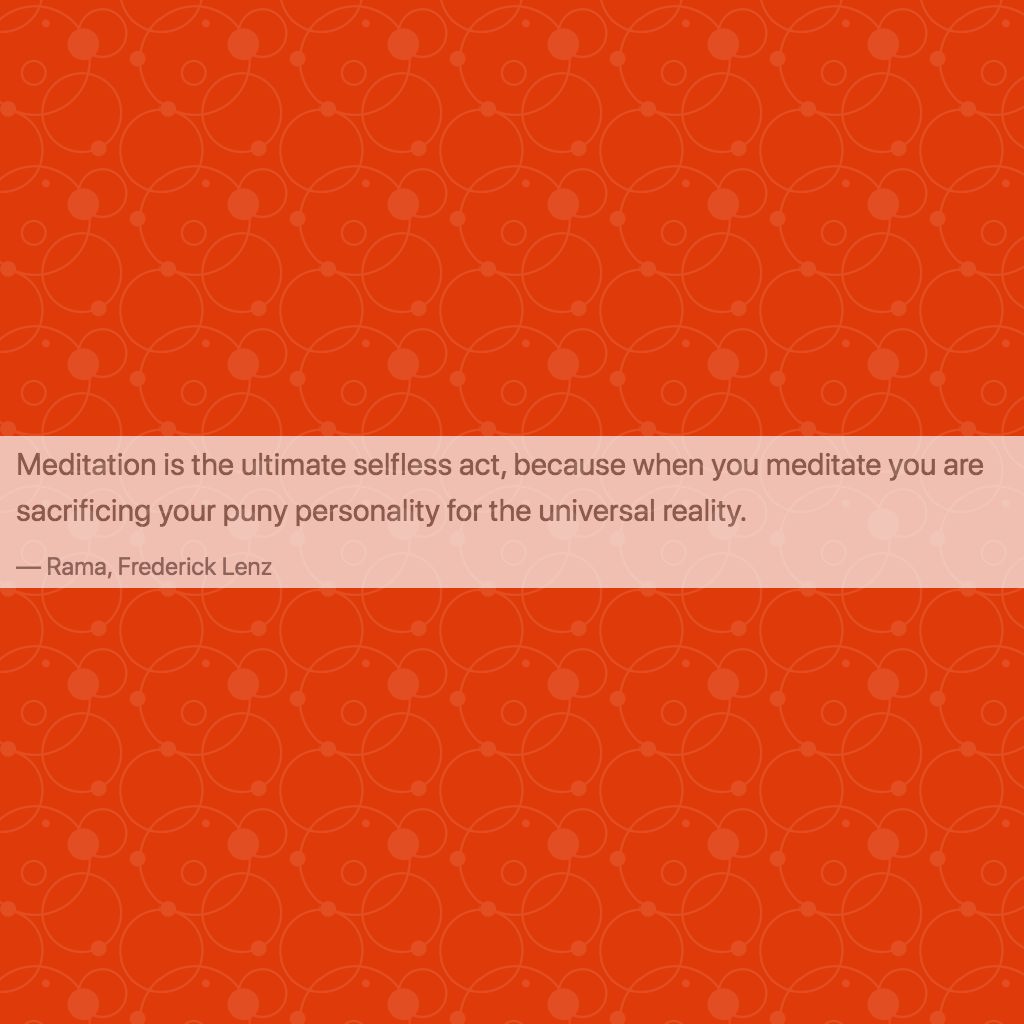 Meditation is the ultimate selfless act, because when you meditate you are
sacrificing your puny personality for the universal reality.
— Rama, Frederick Lenz